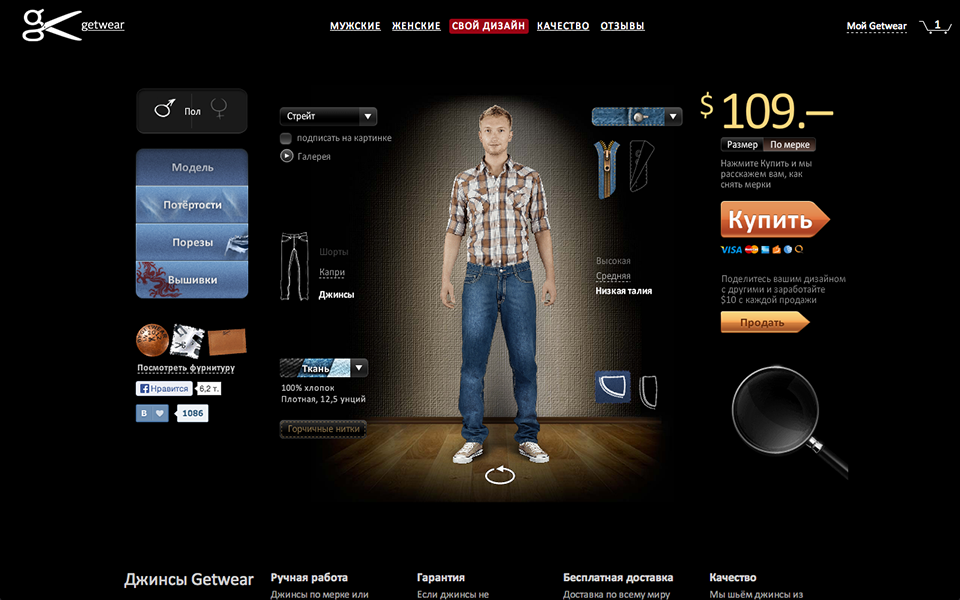 getwear
МУЖСКИЕ ЖЕНСКИЕ СВОЙ ДИЗАЙН КАЧЕСТВО ОТЗЫВЫ
Мой Getwear 1
Пол
Модель
Потёртости
Порезы
Вышивки
Посмотреть фурнитуру
Нравится 6,2 т.
В 1086
Стрейт
подписать на картинке
Галерея
Шорты
Капри
Джинсы
Ткань
100% хлопок
Плотная, 12,5 унций
Горчичные нитки
Высокая
Средняя
Низкая талия
$109.—
Размер По мерке
Нажмите Купить и мы
расскажем вам, как
снять мерки
Купить
VISA
Поделитесь вашим дизайном
с другими и заработайте
$10 с каждой продажи
Продать
Джинсы Getwear
Ручная работа
Джинсы по мерке или
Гарантия
Если джинсы не
Бесплатная доставка
Доставка по всему миру
Качество
Мы шьём джинсы из